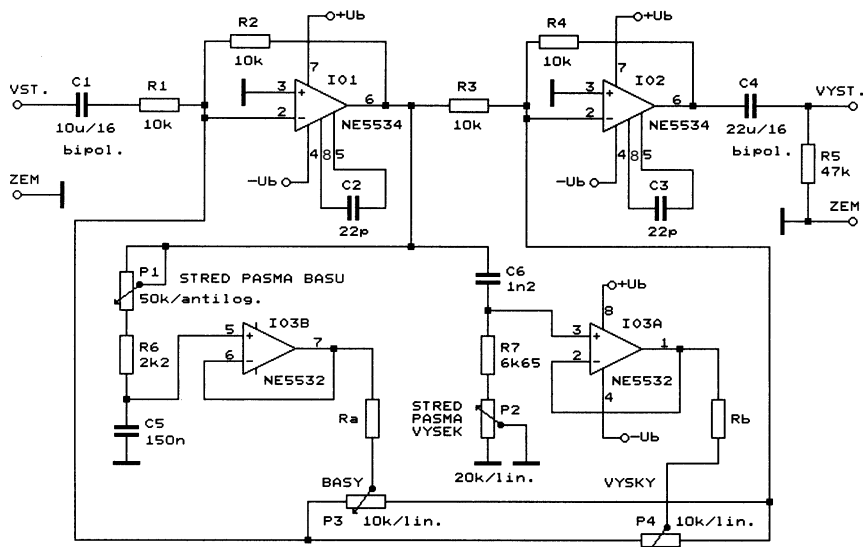 +Ub
+Ub
R2
R4
10k
10k
7
7
VST.
C1
R1
3
+
IO1
6
R3
3
+
IO2
6
C4
VYST.
2
-
NE5534
2
-
NE5534
10u/16
bipol.
10k
10k
22u/16
bipol.
4
8
5
4
8
5
R5
47k
ZEM
-Ub
C2
-Ub
C3
ZEM
22p
22p
P1
STRED PASMA BASU
50k/antilog.
C6
1n2
+Ub
8
IO3B
IO3A
R6
2k2
5
+
7
6
-
NE5532
R7
6k65
3
+
1
2
-
NE5532
4
C5
150n
Ra
STRED
PASMA
VYSEK
P2
Rb
-Ub
20k/lin.
BASY
VYSKY
P3
10k/lin.
P4
10k/lin.